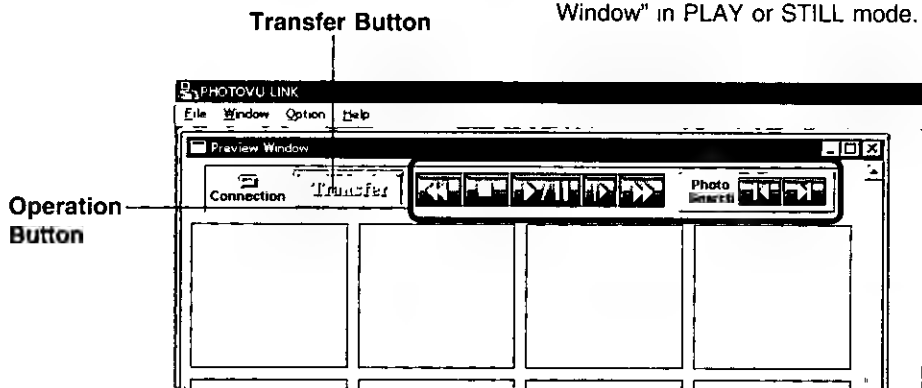 Window" in PLAY or STILL mode.
Transfer Button
PHOTOVU LINK
File Window Option Help
Preview Window
Connection Transfer
Photo
Search
Operation
Button